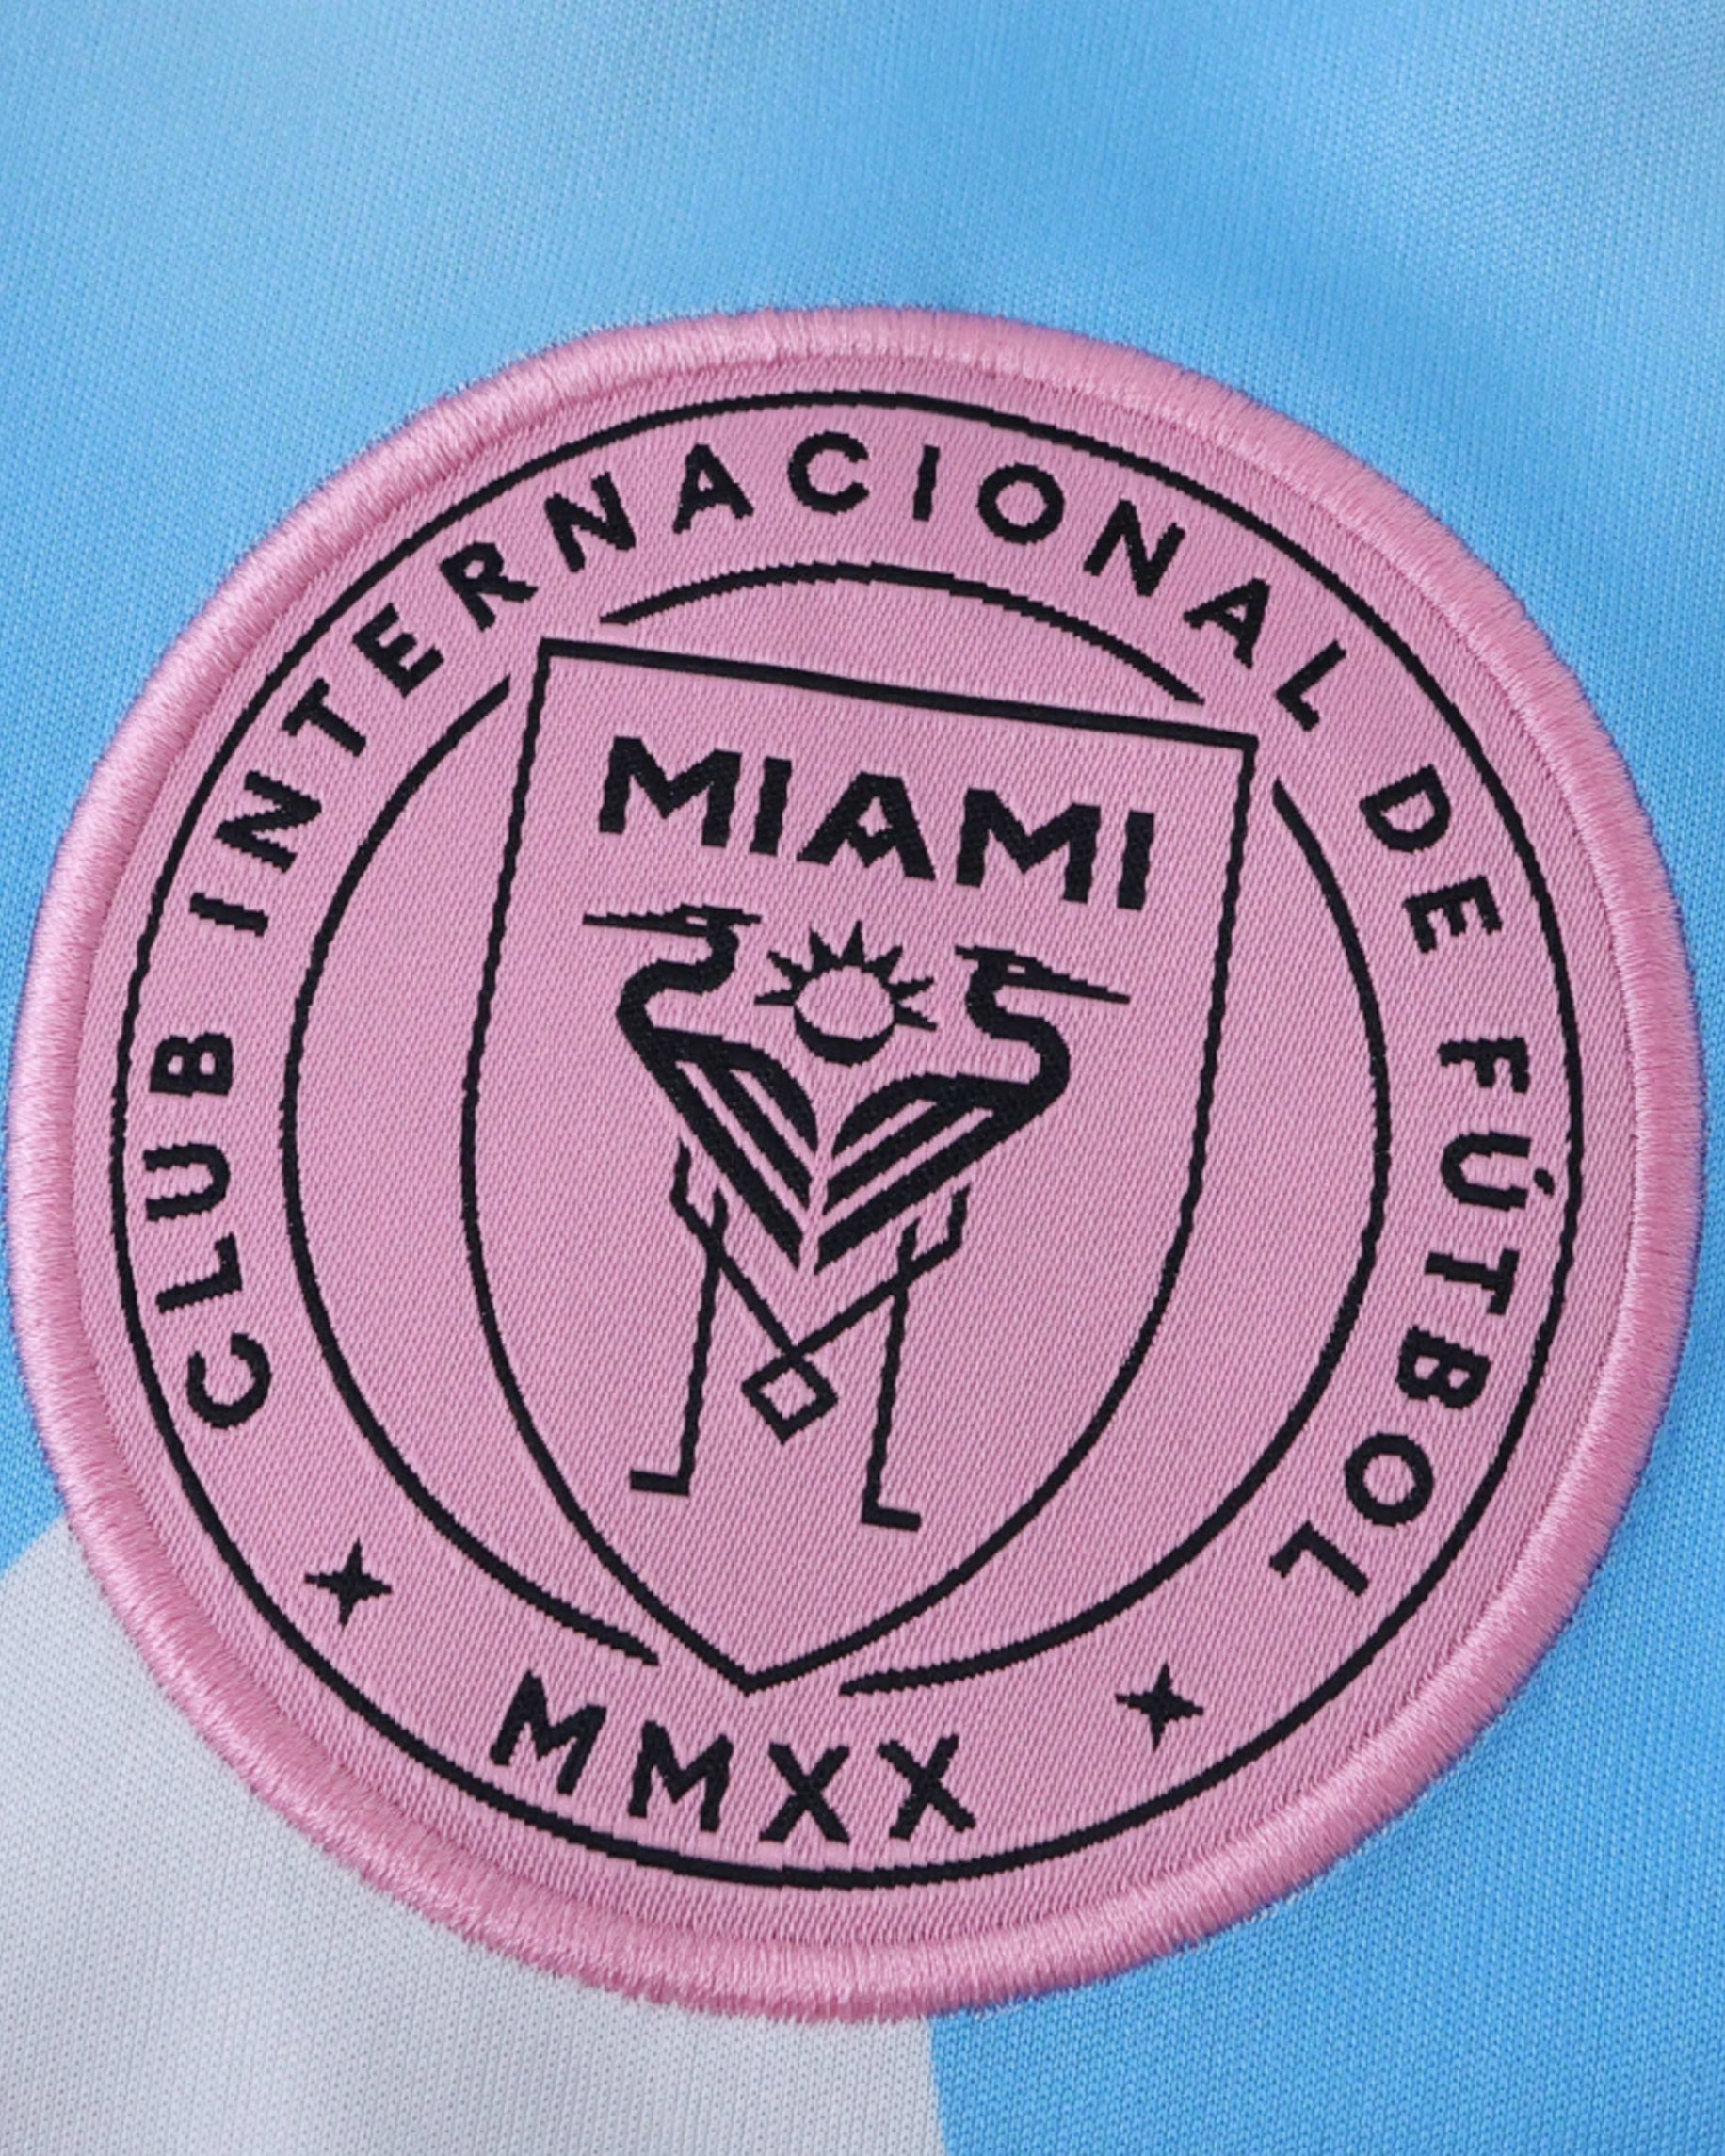 CLUB INTERNACIONAL DE FÚTBOL
MIAMI
MMXX